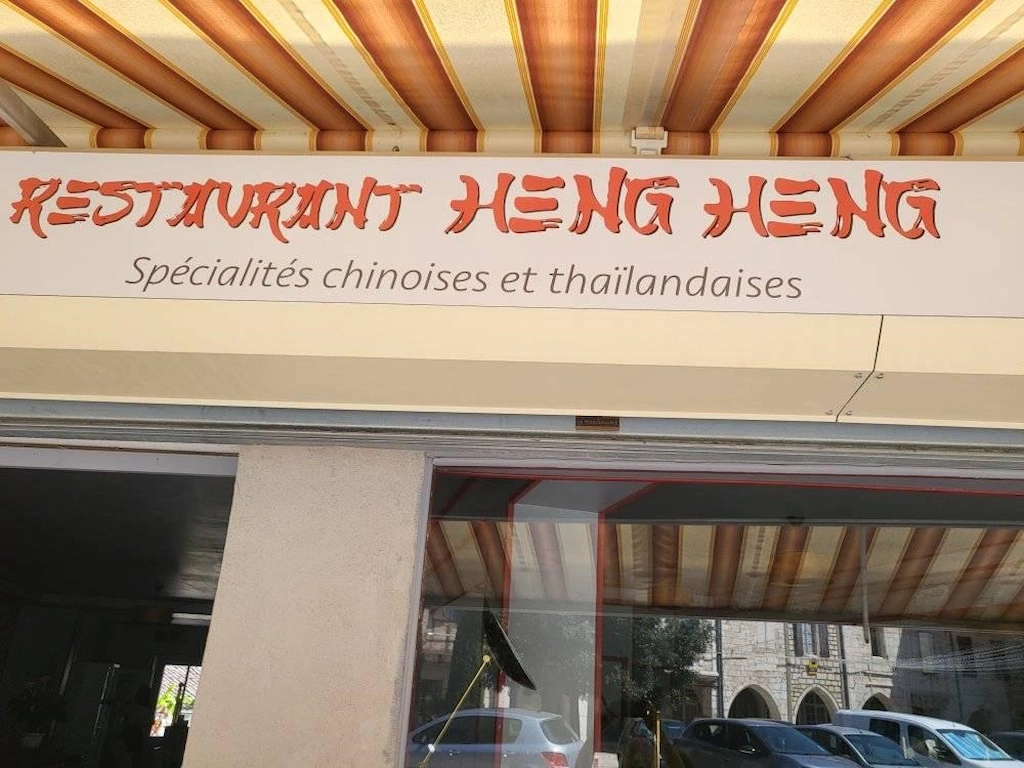 RESTAURANT HENG HENG
Spécialités chinoises et thaïlandaises